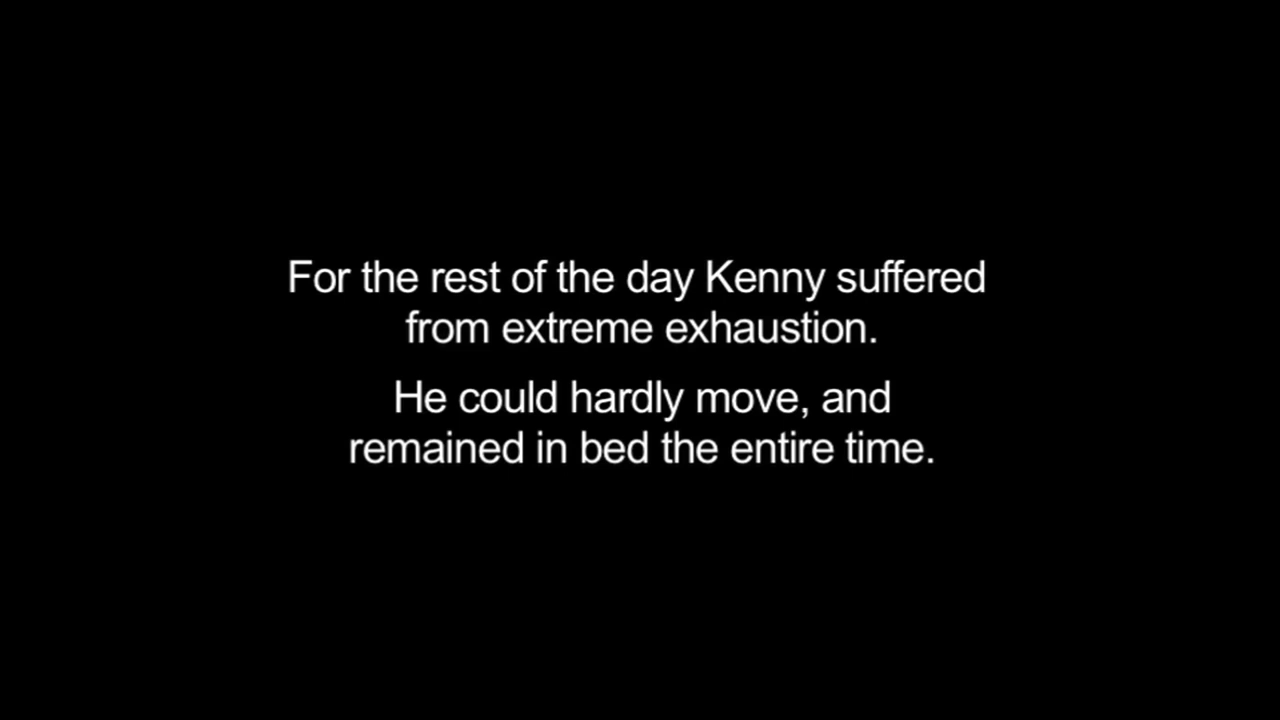 For the rest of the day Kenny suffered
from extreme exhaustion.
He could hardly move, and
remained in bed the entire time.